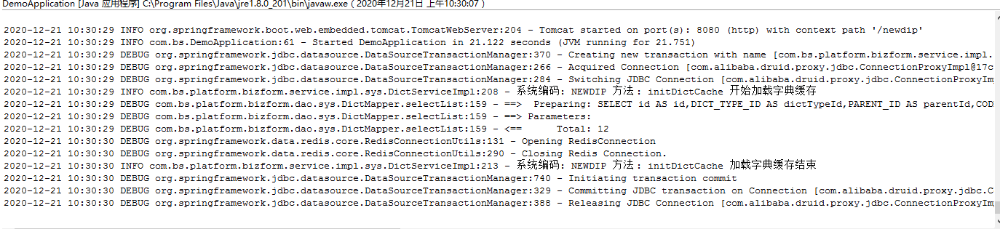 DemoApplication [Java 应用程序] C:\Program Files\Java\jre1.8.0_201\bin\javaw.exe ( 2020年12月21日 上午10:30:07 )
2020-12-21 10:30:29 INFO org.springframework.boot.web.embedded.tomcat.TomcatWebServer:204 - Tomcat started on port(s): 8080 (http) with context path '/newdip'
2020-12-21 10:30:29 INFO com.bs.DemoApplication:61 - Started DemoApplication in 21.122 seconds (JVM running for 21.751)
2020-12-21 10:30:29 DEBUG org.springframework.jdbc.datasource.DataSourceTransactionManager:370 - Creating new transaction with name [com.bs.platform.bizform.service.impl.
2020-12-21 10:30:29 DEBUG org.springframework.jdbc.datasource.DataSourceTransactionManager:266 - Acquired Connection [com.alibaba.druid.proxy.jdbc.ConnectionProxyImpl@17c
2020-12-21 10:30:29 DEBUG org.springframework.jdbc.datasource.DataSourceTransactionManager:284 - Switching JDBC Connection [com.alibaba.druid.proxy.jdbc.ConnectionProxyIm
2020-12-21 10:30:29 INFO com.bs.platform.bizform.service.impl.sys.DictServiceImpl:208 - 系统编码: NEWDIP 方法 : initDictCache 开始加载字典缓存
2020-12-21 10:30:29 DEBUG com.bs.platform.bizform.dao.sys.DictMapper.selectList:159 - ==>  Preparing: SELECT id AS id,DICT_TYPE_ID AS dictTypeId,PARENT_ID AS parentId,COD
2020-12-21 10:30:29 DEBUG com.bs.platform.bizform.dao.sys.DictMapper.selectList:159 - ==> Parameters:
2020-12-21 10:30:29 DEBUG com.bs.platform.bizform.dao.sys.DictMapper.selectList:159 - <==      Total: 12
2020-12-21 10:30:30 DEBUG org.springframework.data.redis.core.RedisConnectionUtils:131 - Opening RedisConnection
2020-12-21 10:30:30 DEBUG org.springframework.data.redis.core.RedisConnectionUtils:290 - Closing Redis Connection.
2020-12-21 10:30:30 INFO com.bs.platform.bizform.service.impl.sys.DictServiceImpl:213 - 系统编码: NEWDIP 方法 : initDictCache 加载字典缓存结束
2020-12-21 10:30:30 DEBUG org.springframework.jdbc.datasource.DataSourceTransactionManager:740 - Initiating transaction commit
2020-12-21 10:30:30 DEBUG org.springframework.jdbc.datasource.DataSourceTransactionManager:329 - Committing JDBC transaction on Connection [com.alibaba.druid.proxy.jdbc.C
2020-12-21 10:30:30 DEBUG org.springframework.jdbc.datasource.DataSourceTransactionManager:388 - Releasing JDBC Connection [com.alibaba.druid.proxy.jdbc.ConnectionProxyIm